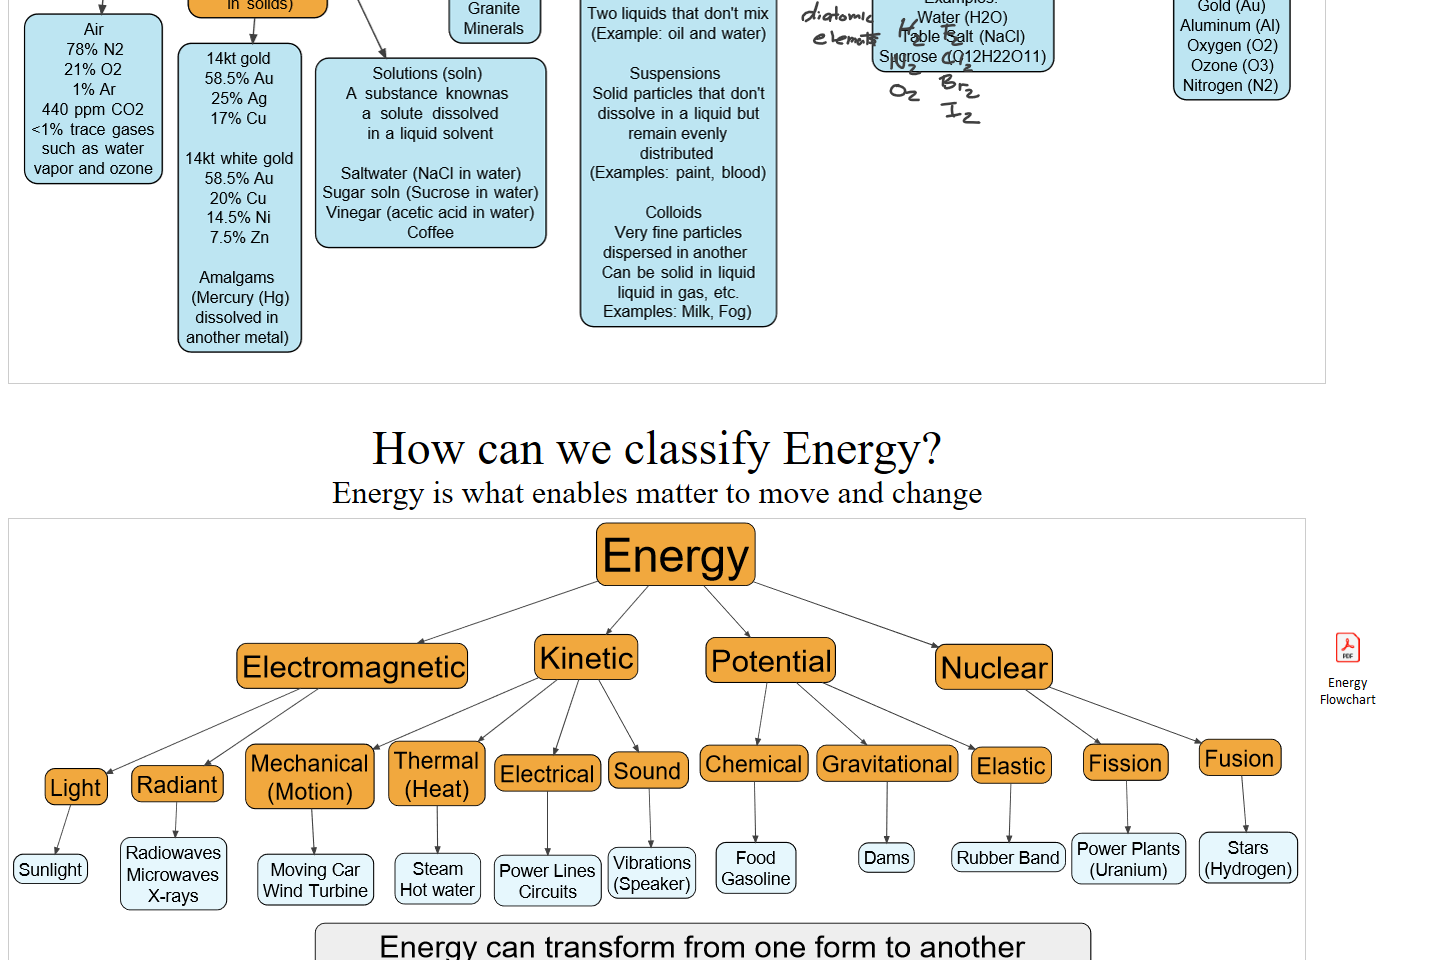 in solids)
Air
78% N2
21% O2
1% Ar
440 ppm CO2
<1% trace gases
such as water
vapor and ozone
14kt gold
58.5% Au
25% Ag
17% Cu
14kt white gold
58.5% Au
20% Cu
14.5% Ni
7.5% Zn
Amalgams
(Mercury (Hg)
dissolved in
another metal)
Solutions (soln)
A substance knownas
a solute dissolved
in a liquid solvent
Saltwater (NaCl in water)
Sugar soln (Sucrose in water)
Vinegar (acetic acid in water)
Coffee
Granite
Minerals
Two liquids that don't mix
(Example: oil and water)
Suspensions
Solid particles that don't
dissolve in a liquid but
remain evenly
distributed
(Examples: paint, blood)
Colloids
Very fine particles
dispersed in another
Can be solid in liquid
liquid in gas, etc.
Examples: Milk, Fog)
diatomic
elements
H2 F2
N2 Cl2
O2 Br2
I2
Examples:
Water (H2O)
Table Salt (NaCl)
Sucrose (C12H22O11)
Gold (Au)
Aluminum (Al)
Oxygen (O2)
Ozone (O3)
Nitrogen (N2)
How can we classify Energy?
Energy is what enables matter to move and change
Energy
Electromagnetic
Kinetic
Potential
Nuclear
Light
Radiant
Mechanical
(Motion)
Thermal
(Heat)
Electrical
Sound
Chemical
Gravitational
Elastic
Fission
Fusion
Sunlight
Radiowaves
Microwaves
X-rays
Moving Car
Wind Turbine
Steam
Hot water
Power Lines
Circuits
Vibrations
(Speaker)
Food
Gasoline
Dams
Rubber Band
Power Plants
(Uranium)
Stars
(Hydrogen)
PDF
Energy
Flowchart
Energy can transform from one form to another